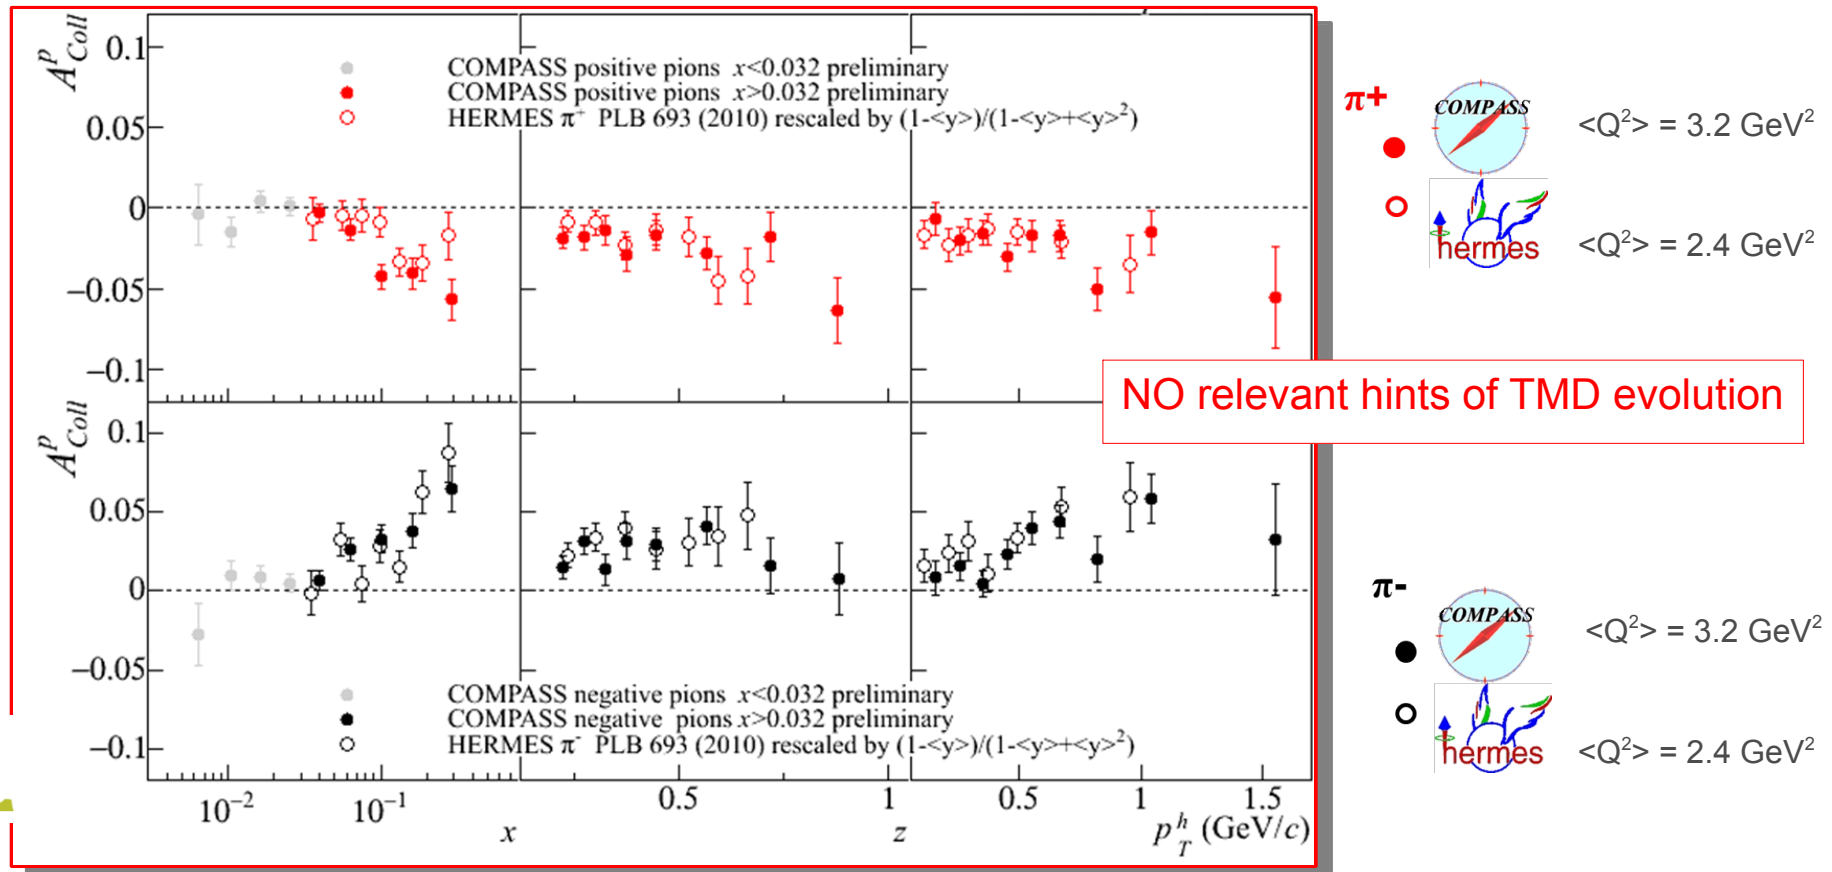 A^p_Coll
0.1
COMPASS positive pions x<0.032 preliminary
COMPASS positive pions x>0.032 preliminary
HERMES π⁺ PLB 693 (2010) rescaled by (1-<y>)/(1-<y>+<y>²)
0.05
0
−0.05
−0.1
π+
COMPASS
<Q²> = 3.2 GeV²
hermes
<Q²> = 2.4 GeV²
NO relevant hints of TMD evolution
A^p_Coll
0.1
0.05
0
−0.05
−0.1
COMPASS negative pions x<0.032 preliminary
COMPASS negative pions x>0.032 preliminary
HERMES π⁻ PLB 693 (2010) rescaled by (1-<y>)/(1-<y>+<y>²)
π-
COMPASS
<Q²> = 3.2 GeV²
hermes
<Q²> = 2.4 GeV²
10⁻² 10⁻¹ 0.5 1 0.5 1 1.5
x z p^h_T (GeV/c)